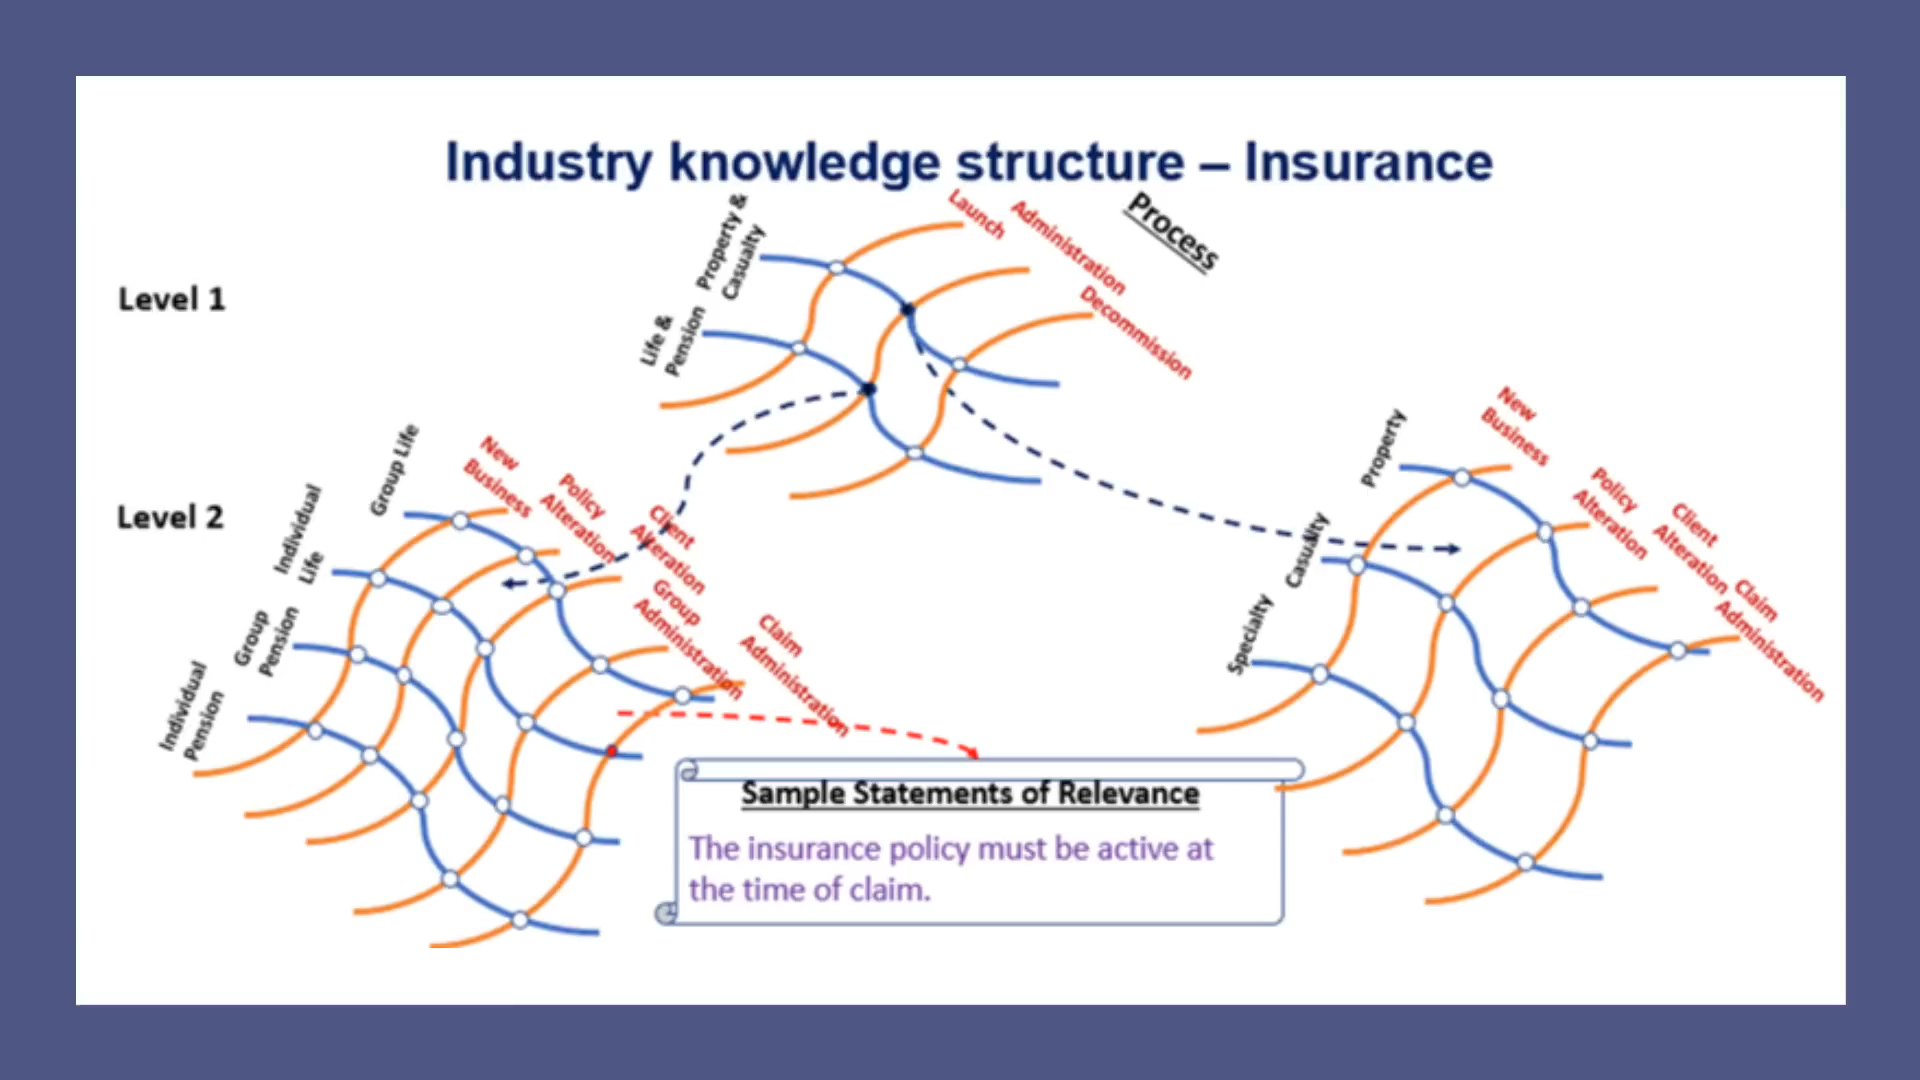 Industry knowledge structure – Insurance
Process
Level 1
Property &
Casualty
Life &
Pension
Launch
Administration
Decommission
Level 2
Group Life
Individual
Life
Group
Pension
Individual
Pension
New
Business
Policy
Alteration
Client
Alteration
Group
Administration
Claim
Administration
Property
Casualty
Specialty
New
Business
Policy
Alteration
Client
Alteration
Claim
Administration
Sample Statements of Relevance
The insurance policy must be active at
the time of claim.